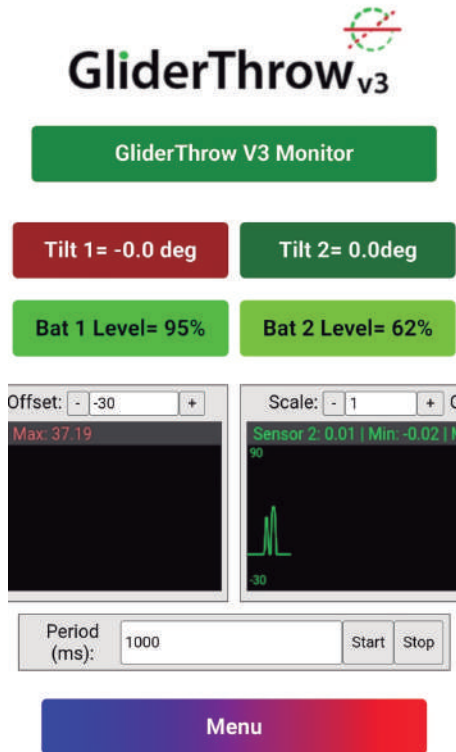 GliderThrow v3
GliderThrow V3 Monitor
Tilt 1= -0.0 deg
Tilt 2= 0.0deg
Bat 1 Level= 95%
Bat 2 Level= 62%
Offset: - -30 +
Scale: - 1 +
Max: 37.19
Sensor 2: 0.01 | Min: -0.02 |
90
-30
Period
(ms):
1000
Start
Stop
Menu